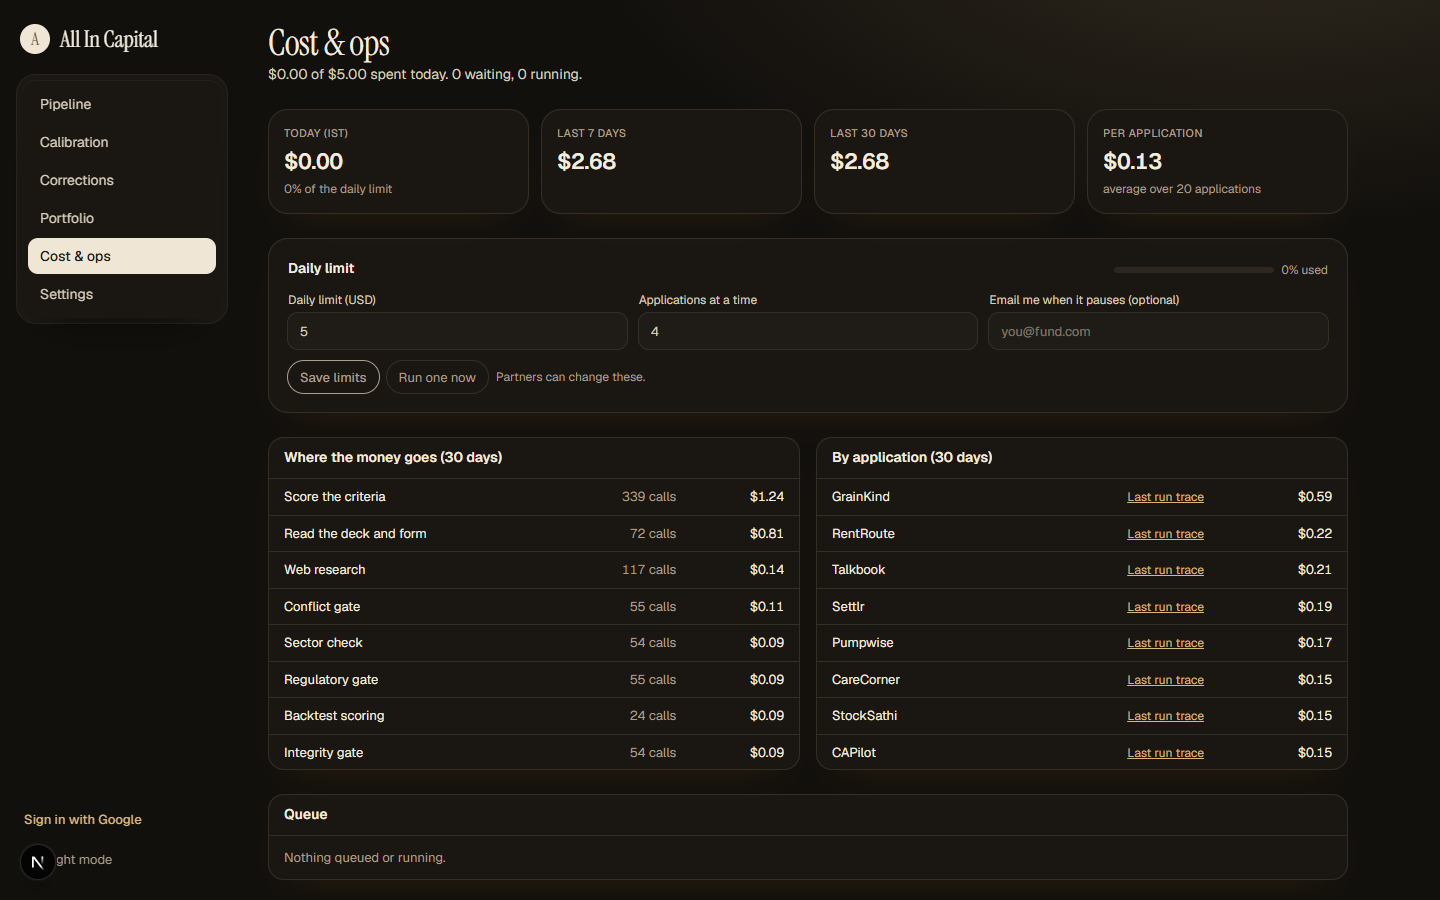 A All In Capital
Pipeline
Calibration
Corrections
Portfolio
Cost & ops
Settings
Sign in with Google
N ght mode
Cost & ops
$0.00 of $5.00 spent today. 0 waiting, 0 running.
TODAY (IST)
$0.00
0% of the daily limit
LAST 7 DAYS
$2.68
LAST 30 DAYS
$2.68
PER APPLICATION
$0.13
average over 20 applications
Daily limit
0% used
Daily limit (USD)
5
Applications at a time
4
Email me when it pauses (optional)
you@fund.com
Save limits Run one now Partners can change these.
Where the money goes (30 days)
Score the criteria 339 calls $1.24
Read the deck and form 72 calls $0.81
Web research 117 calls $0.14
Conflict gate 55 calls $0.11
Sector check 54 calls $0.09
Regulatory gate 55 calls $0.09
Backtest scoring 24 calls $0.09
Integrity gate 54 calls $0.09
By application (30 days)
GrainKind Last run trace $0.59
RentRoute Last run trace $0.22
Talkbook Last run trace $0.21
Settlr Last run trace $0.19
Pumpwise Last run trace $0.17
CareCorner Last run trace $0.15
StockSathi Last run trace $0.15
CAPilot Last run trace $0.15
Queue
Nothing queued or running.